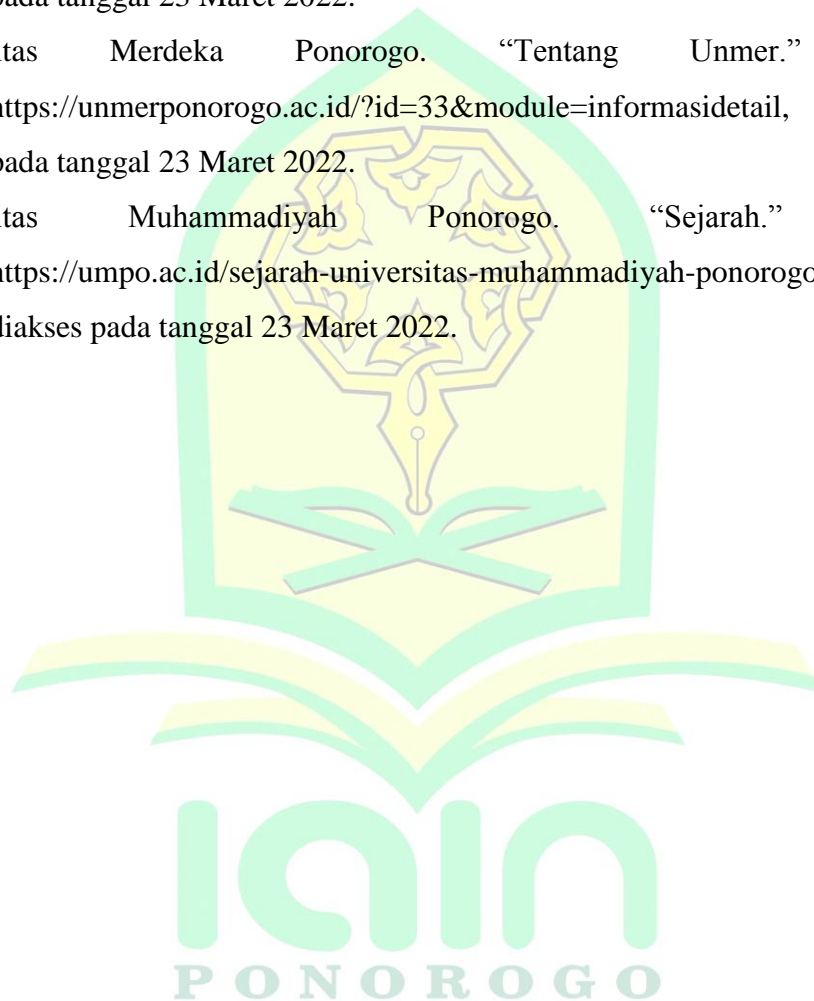 pada tanggal 23 Maret 2022.
itas Merdeka Ponorogo. “Tentang Unmer.”
https://unmerponorogo.ac.id/?id=33&module=informasidetail,
pada tanggal 23 Maret 2022.
itas Muhammadiyah Ponorogo. “Sejarah.”
https://umpo.ac.id/sejarah-universitas-muhammadiyah-ponorogo
diakses pada tanggal 23 Maret 2022.
iain
PONOROGO